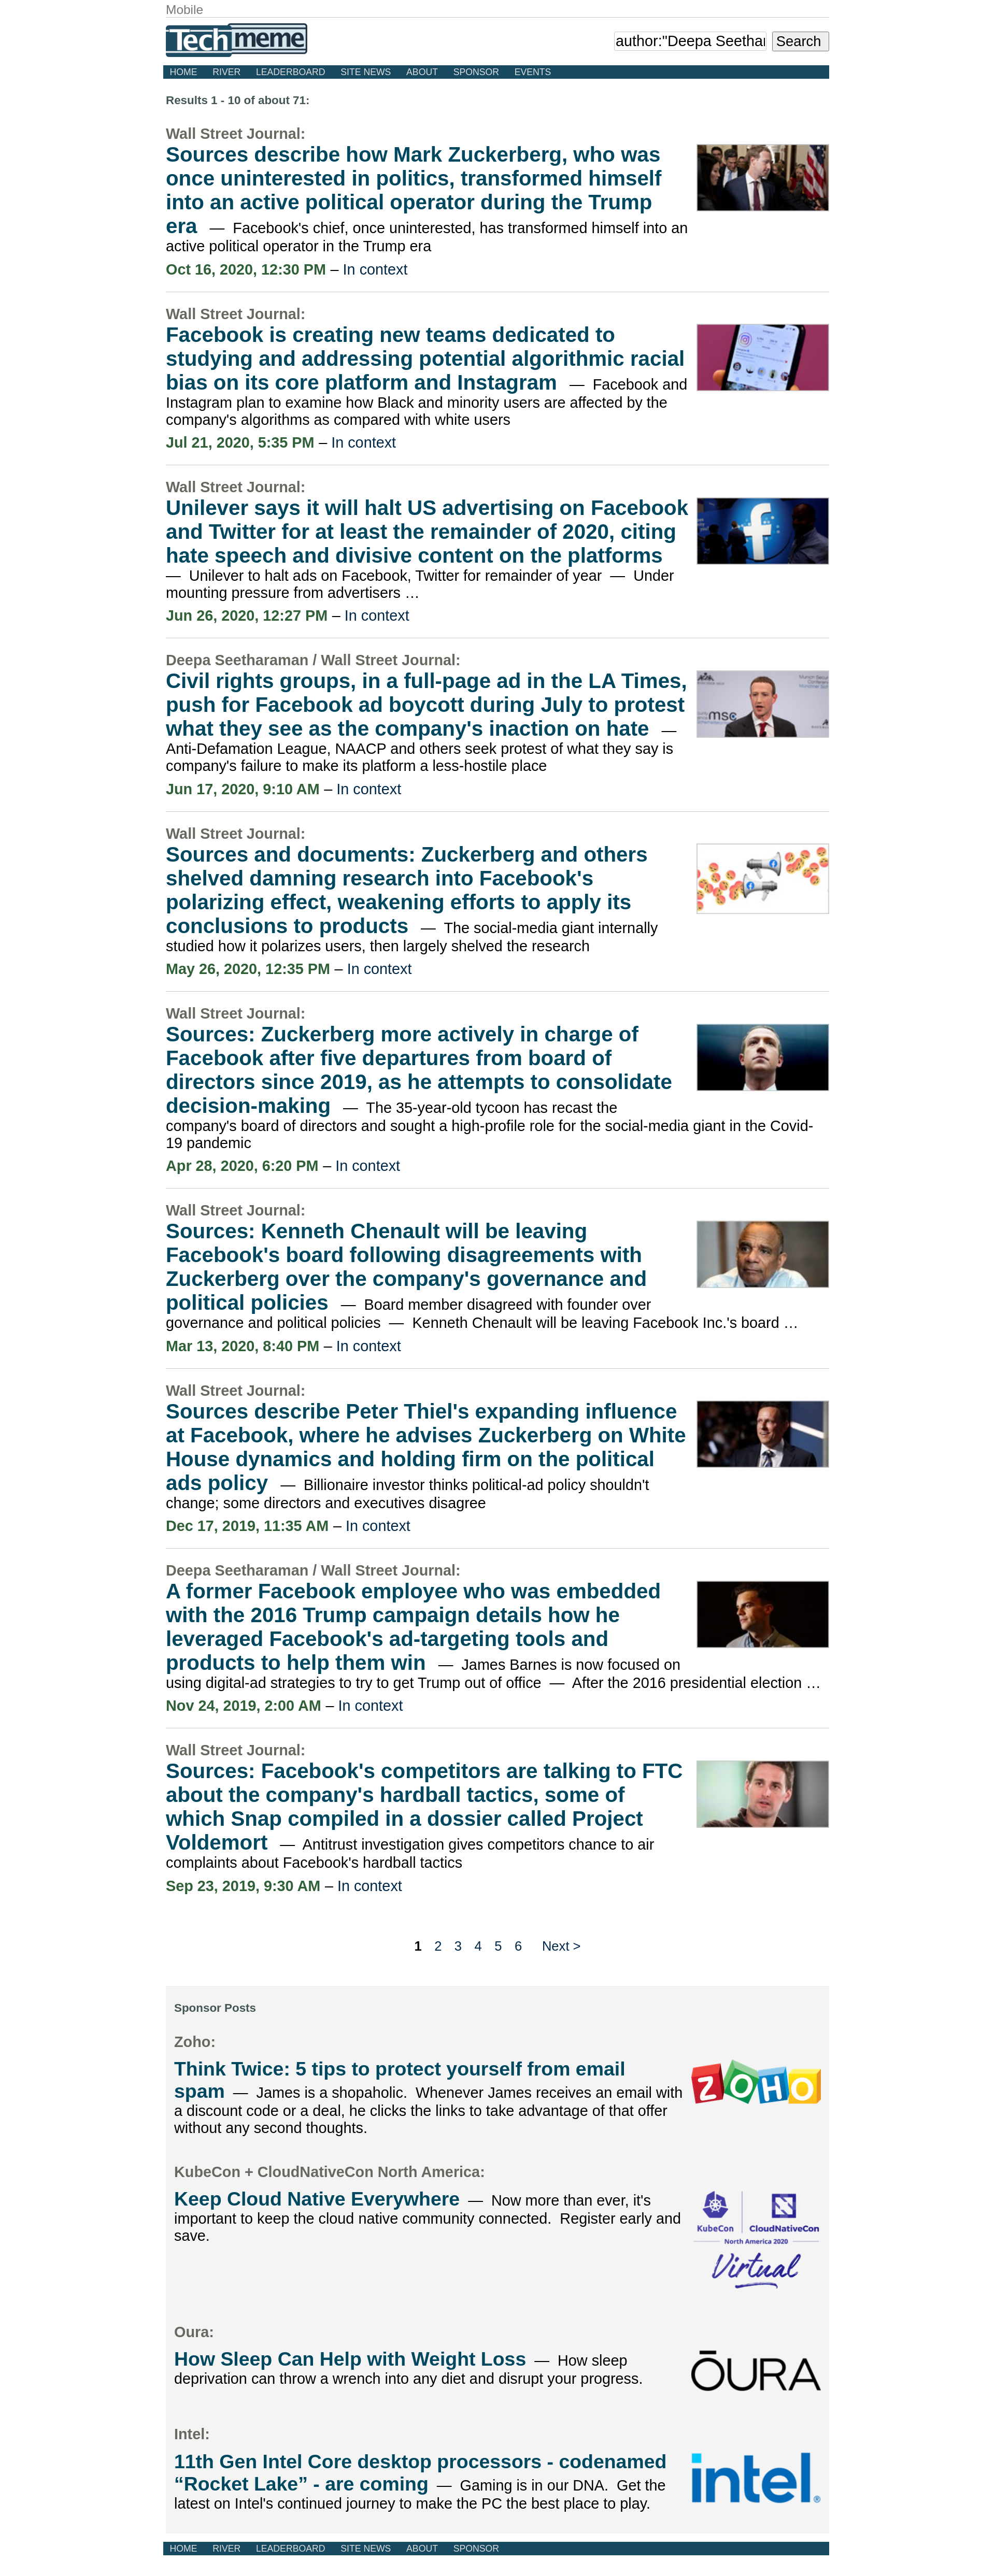 Mobile
Techmeme
author:"Deepa Seetha
Search
HOME RIVER LEADERBOARD SITE NEWS ABOUT SPONSOR EVENTS
Results 1 - 10 of about 71:
Wall Street Journal:
Sources describe how Mark Zuckerberg, who was
once uninterested in politics, transformed himself
into an active political operator during the Trump
era — Facebook's chief, once uninterested, has transformed himself into an
active political operator in the Trump era
Oct 16, 2020, 12:30 PM – In context
Wall Street Journal:
Facebook is creating new teams dedicated to
studying and addressing potential algorithmic racial
bias on its core platform and Instagram — Facebook and
Instagram plan to examine how Black and minority users are affected by the
company's algorithms as compared with white users
Jul 21, 2020, 5:35 PM – In context
Wall Street Journal:
Unilever says it will halt US advertising on Facebook
and Twitter for at least the remainder of 2020, citing
hate speech and divisive content on the platforms
— Unilever to halt ads on Facebook, Twitter for remainder of year — Under
mounting pressure from advertisers …
Jun 26, 2020, 12:27 PM – In context
Deepa Seetharaman / Wall Street Journal:
Civil rights groups, in a full-page ad in the LA Times,
push for Facebook ad boycott during July to protest
what they see as the company's inaction on hate —
Anti-Defamation League, NAACP and others seek protest of what they say is
company's failure to make its platform a less-hostile place
Jun 17, 2020, 9:10 AM – In context
msc
Wall Street Journal:
Sources and documents: Zuckerberg and others
shelved damning research into Facebook's
polarizing effect, weakening efforts to apply its
conclusions to products — The social-media giant internally
studied how it polarizes users, then largely shelved the research
May 26, 2020, 12:35 PM – In context
Wall Street Journal:
Sources: Zuckerberg more actively in charge of
Facebook after five departures from board of
directors since 2019, as he attempts to consolidate
decision-making — The 35-year-old tycoon has recast the
company's board of directors and sought a high-profile role for the social-media giant in the Covid-
19 pandemic
Apr 28, 2020, 6:20 PM – In context
Wall Street Journal:
Sources: Kenneth Chenault will be leaving
Facebook's board following disagreements with
Zuckerberg over the company's governance and
political policies — Board member disagreed with founder over
governance and political policies — Kenneth Chenault will be leaving Facebook Inc.'s board …
Mar 13, 2020, 8:40 PM – In context
Wall Street Journal:
Sources describe Peter Thiel's expanding influence
at Facebook, where he advises Zuckerberg on White
House dynamics and holding firm on the political
ads policy — Billionaire investor thinks political-ad policy shouldn't
change; some directors and executives disagree
Dec 17, 2019, 11:35 AM – In context
Deepa Seetharaman / Wall Street Journal:
A former Facebook employee who was embedded
with the 2016 Trump campaign details how he
leveraged Facebook's ad-targeting tools and
products to help them win — James Barnes is now focused on
using digital-ad strategies to try to get Trump out of office — After the 2016 presidential election …
Nov 24, 2019, 2:00 AM – In context
Wall Street Journal:
Sources: Facebook's competitors are talking to FTC
about the company's hardball tactics, some of
which Snap compiled in a dossier called Project
Voldemort — Antitrust investigation gives competitors chance to air
complaints about Facebook's hardball tactics
Sep 23, 2019, 9:30 AM – In context
1 2 3 4 5 6 Next >
Sponsor Posts
Zoho:
Think Twice: 5 tips to protect yourself from email
spam — James is a shopaholic. Whenever James receives an email with
a discount code or a deal, he clicks the links to take advantage of that offer
without any second thoughts.
ZOHO
KubeCon + CloudNativeCon North America:
Keep Cloud Native Everywhere — Now more than ever, it's
important to keep the cloud native community connected. Register early and
save.
KubeCon CloudNativeCon
North America 2020
Virtual
Oura:
How Sleep Can Help with Weight Loss — How sleep
deprivation can throw a wrench into any diet and disrupt your progress.
ŌURA
Intel:
11th Gen Intel Core desktop processors - codenamed
“Rocket Lake” - are coming — Gaming is in our DNA. Get the
latest on Intel's continued journey to make the PC the best place to play.
intel®
HOME RIVER LEADERBOARD SITE NEWS ABOUT SPONSOR